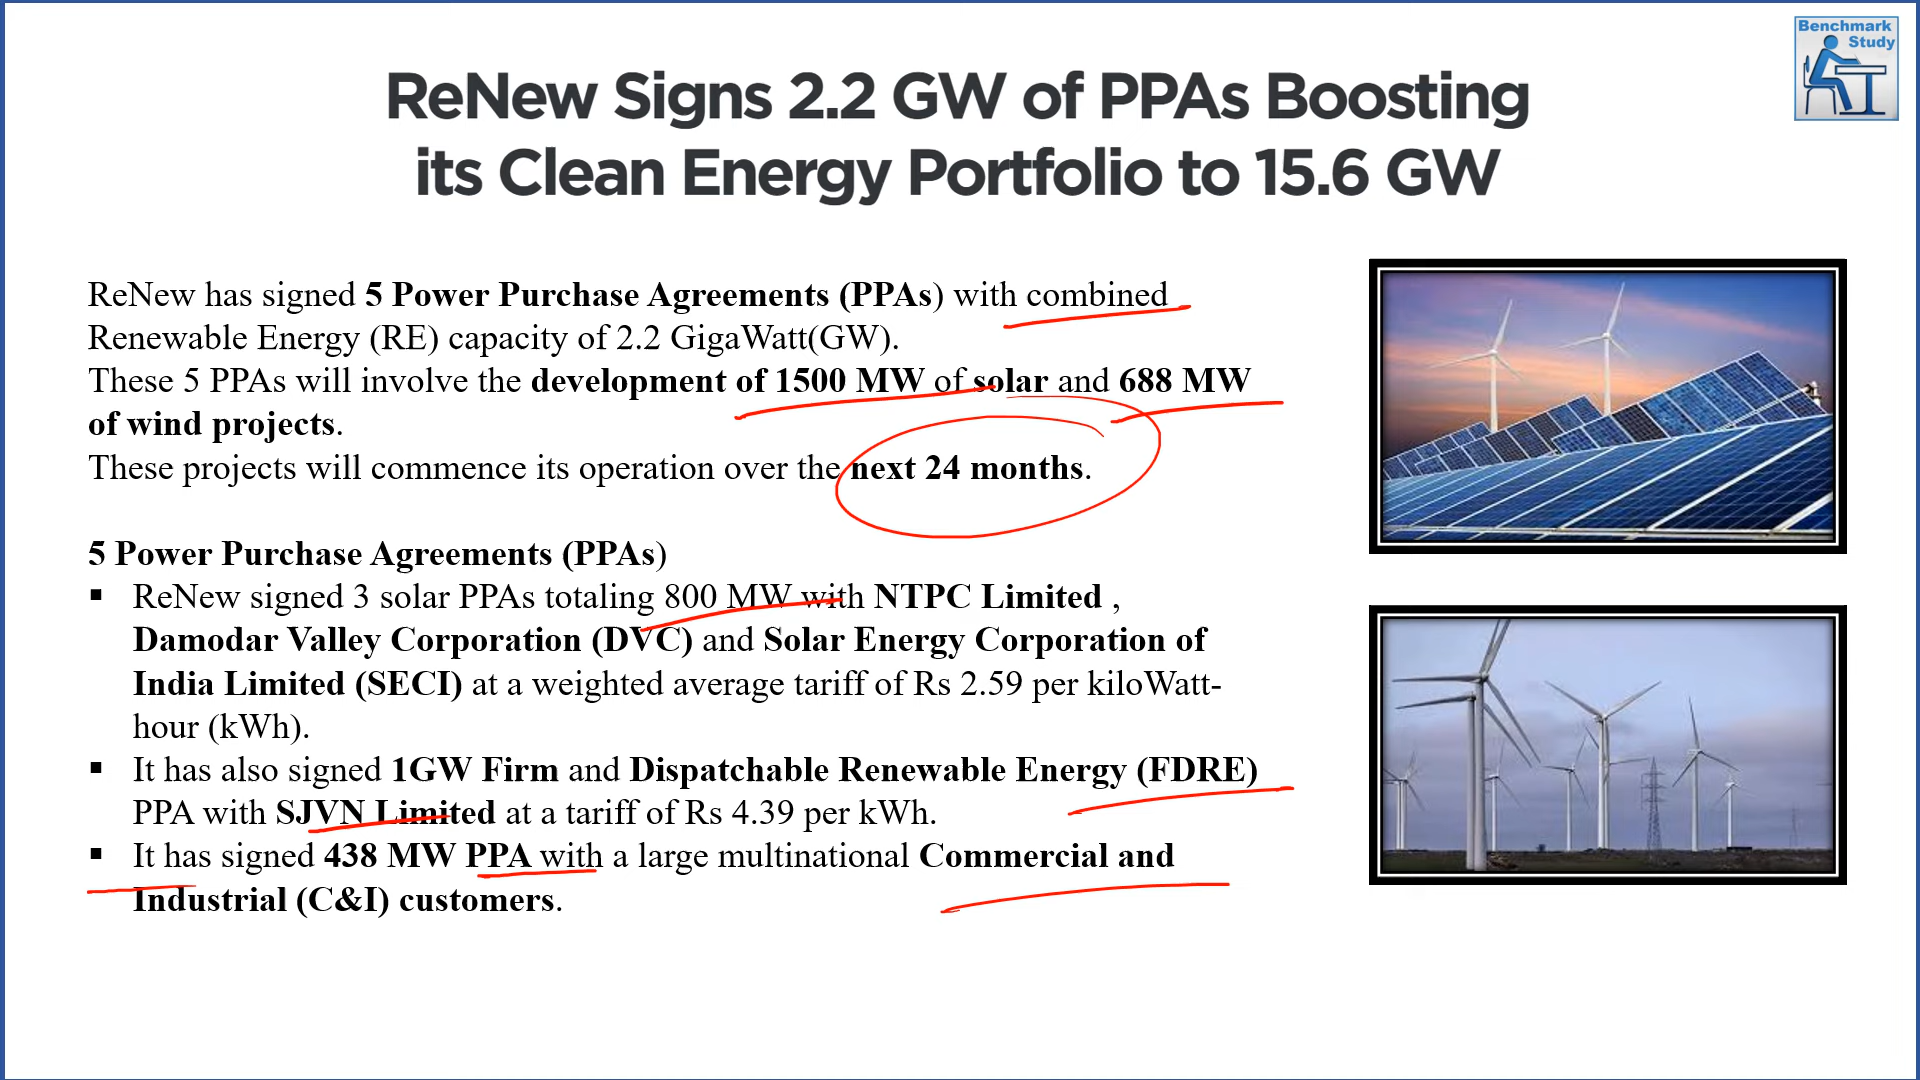 Benchmark
Study
ReNew Signs 2.2 GW of PPAs Boosting
its Clean Energy Portfolio to 15.6 GW
ReNew has signed 5 Power Purchase Agreements (PPAs) with combined
Renewable Energy (RE) capacity of 2.2 GigaWatt(GW).
These 5 PPAs will involve the development of 1500 MW of solar and 688 MW
of wind projects.
These projects will commence its operation over the next 24 months.
5 Power Purchase Agreements (PPAs)
▪ ReNew signed 3 solar PPAs totaling 800 MW with NTPC Limited ,
Damodar Valley Corporation (DVC) and Solar Energy Corporation of
India Limited (SECI) at a weighted average tariff of Rs 2.59 per kiloWatt-
hour (kWh).
▪ It has also signed 1GW Firm and Dispatchable Renewable Energy (FDRE)
PPA with SJVN Limited at a tariff of Rs 4.39 per kWh.
▪ It has signed 438 MW PPA with a large multinational Commercial and
Industrial (C&I) customers.